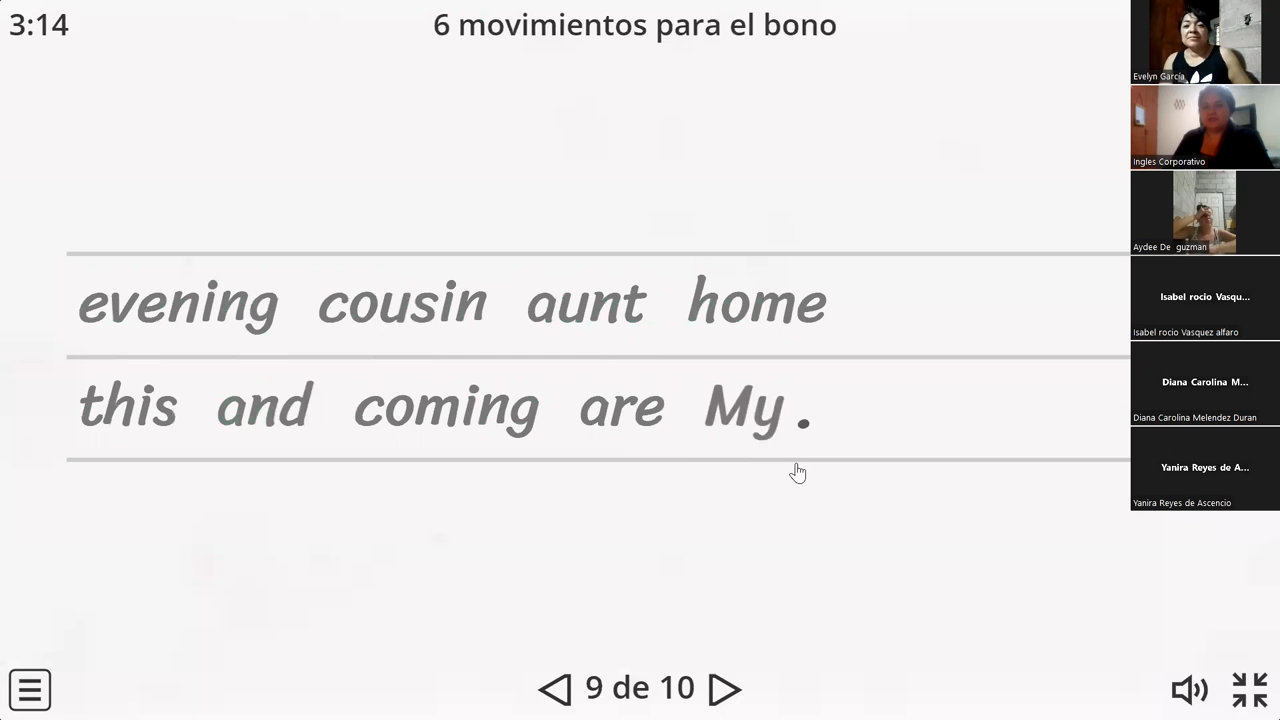 3:14
6 movimientos para el bono
evening cousin aunt home
this and coming are My .
9 de 10
Evelyn García
Ingles Corporativo
Aydee De guzman
Isabel rocio Vasqu...
Isabel rocio Vasquez alfaro
Diana Carolina M...
Diana Carolina Melendez Duran
Yanira Reyes de A...
Yanira Reyes de Ascencio